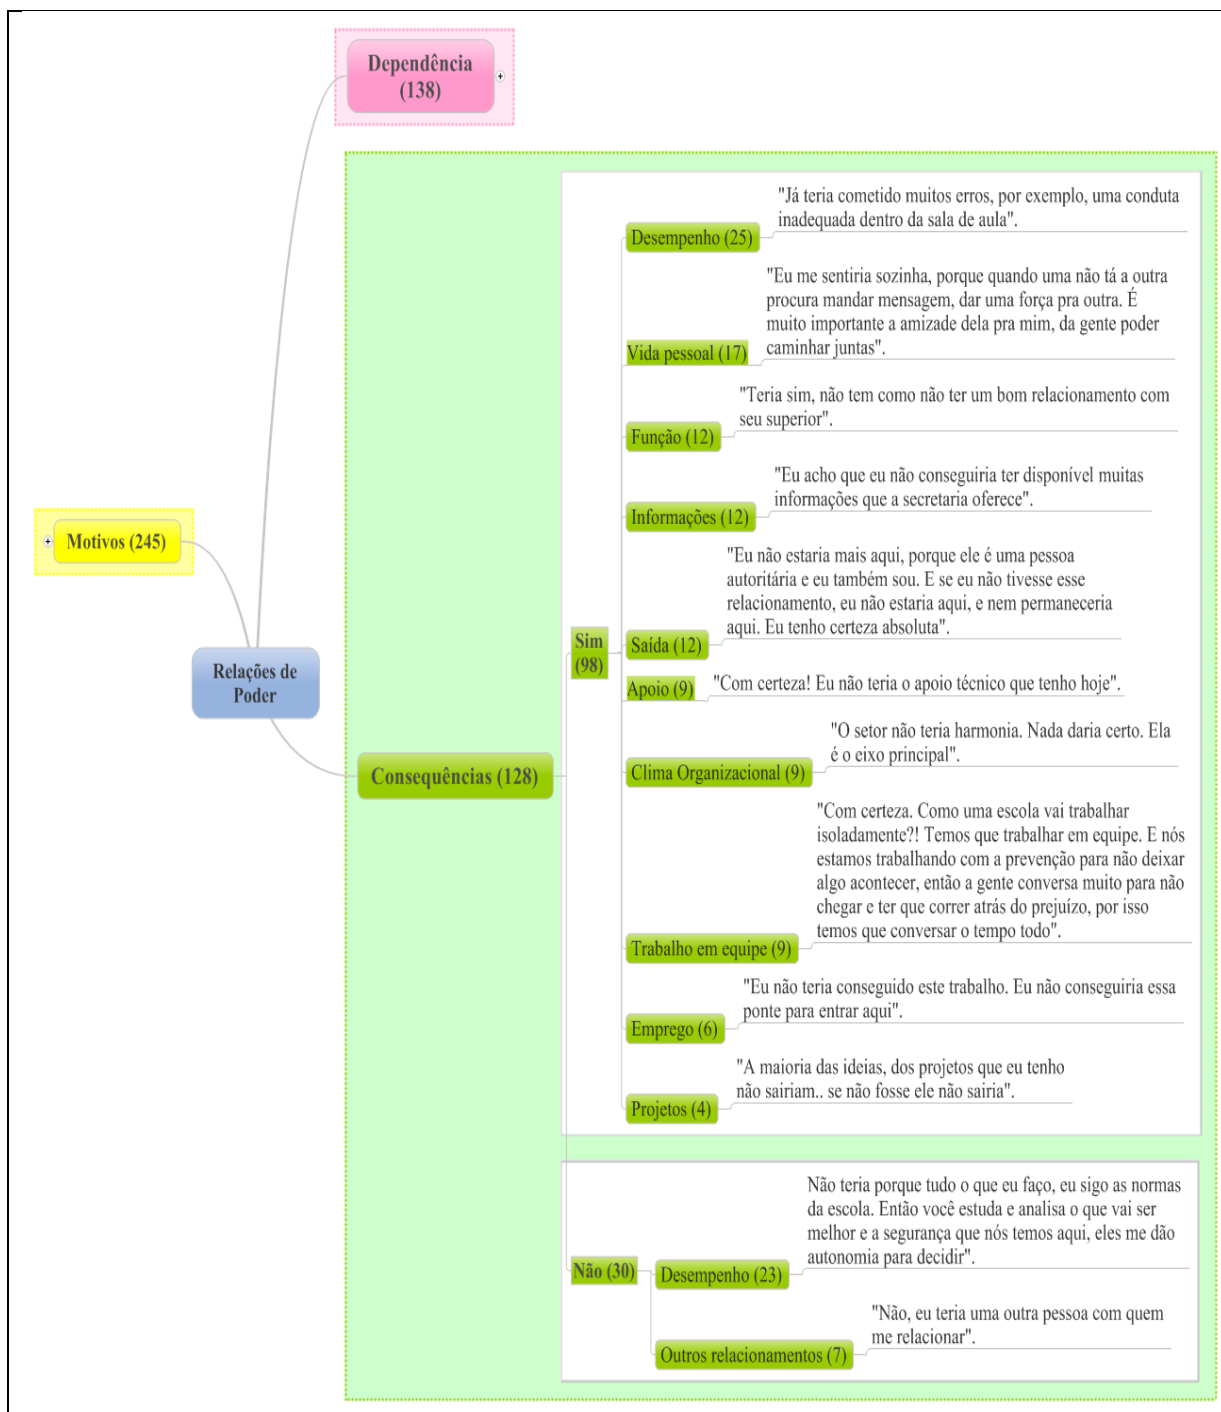 Dependência
(138)
"Já teria cometido muitos erros, por exemplo, uma conduta
inadequada dentro da sala de aula".
Desempenho (25)
"Eu me sentiria sozinha, porque quando uma não tá a outra
procura mandar mensagem, dar uma força pra outra. É
muito importante a amizade dela pra mim, da gente poder
caminhar juntas".
Vida pessoal (17)
"Teria sim, não tem como não ter um bom relacionamento com
seu superior".
Função (12)
"Eu acho que eu não conseguiria ter disponível muitas
informações que a secretaria oferece".
Informações (12)
Motivos (245)
"Eu não estaria mais aqui, porque ele é uma pessoa
autoritária e eu também sou. E se eu não tivesse esse
relacionamento, eu não estaria aqui, e nem permaneceria
aqui. Eu tenho certeza absoluta".
Saída (12)
Sim
(98)
Relações de
Poder
Apoio (9)
"Com certeza! Eu não teria o apoio técnico que tenho hoje".
"O setor não teria harmonia. Nada daria certo. Ela
é o eixo principal".
Clima Organizacional (9)
Consequências (128)
"Com certeza. Como uma escola vai trabalhar
isoladamente?! Temos que trabalhar em equipe. E nós
estamos trabalhando com a prevenção para não deixar
algo acontecer, então a gente conversa muito para não
chegar e ter que correr atrás do prejuízo, por isso
temos que conversar o tempo todo".
Trabalho em equipe (9)
"Eu não teria conseguido este trabalho. Eu não conseguiria essa
ponte para entrar aqui".
Emprego (6)
"A maioria das ideias, dos projetos que eu tenho
não sairiam.. se não fosse ele não sairia".
Projetos (4)
Não teria porque tudo o que eu faço, eu sigo as normas
da escola. Então você estuda e analisa o que vai ser
melhor e a segurança que nós temos aqui, eles me dão
autonomia para decidir".
Não (30)
Desempenho (23)
"Não, eu teria uma outra pessoa com quem
me relacionar".
Outros relacionamentos (7)